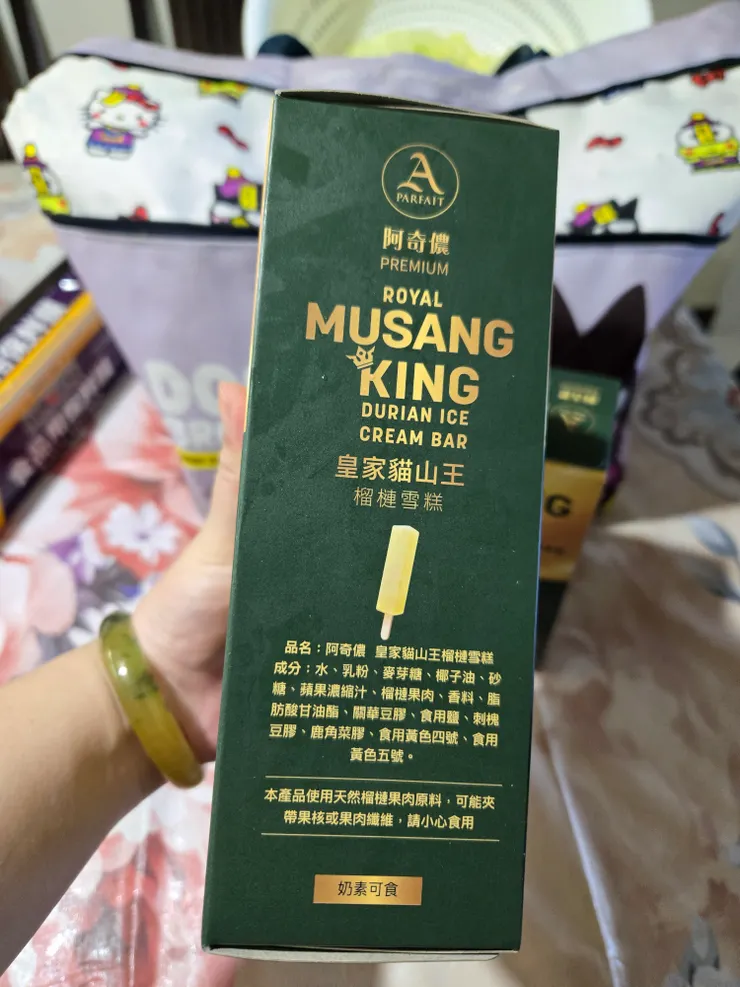 A
PARFAIT
阿奇儂
PREMIUM
ROYAL
MUSANG
KING
DURIAN ICE
CREAM BAR
皇家貓山王
榴槤雪糕
品名：阿奇儂 皇家貓山王榴槤雪糕
成分：水、乳粉、麥芽糖、椰子油、砂
糖、蘋果濃縮汁、榴槤果肉、香料、脂
肪酸甘油酯、關華豆膠、食用鹽、刺槐
豆膠、鹿角菜膠、食用黃色四號、食用
黃色五號。
本產品使用天然榴槤果肉原料，可能夾
帶果核或果肉纖維，請小心食用
奶素可食
DO
BR
G